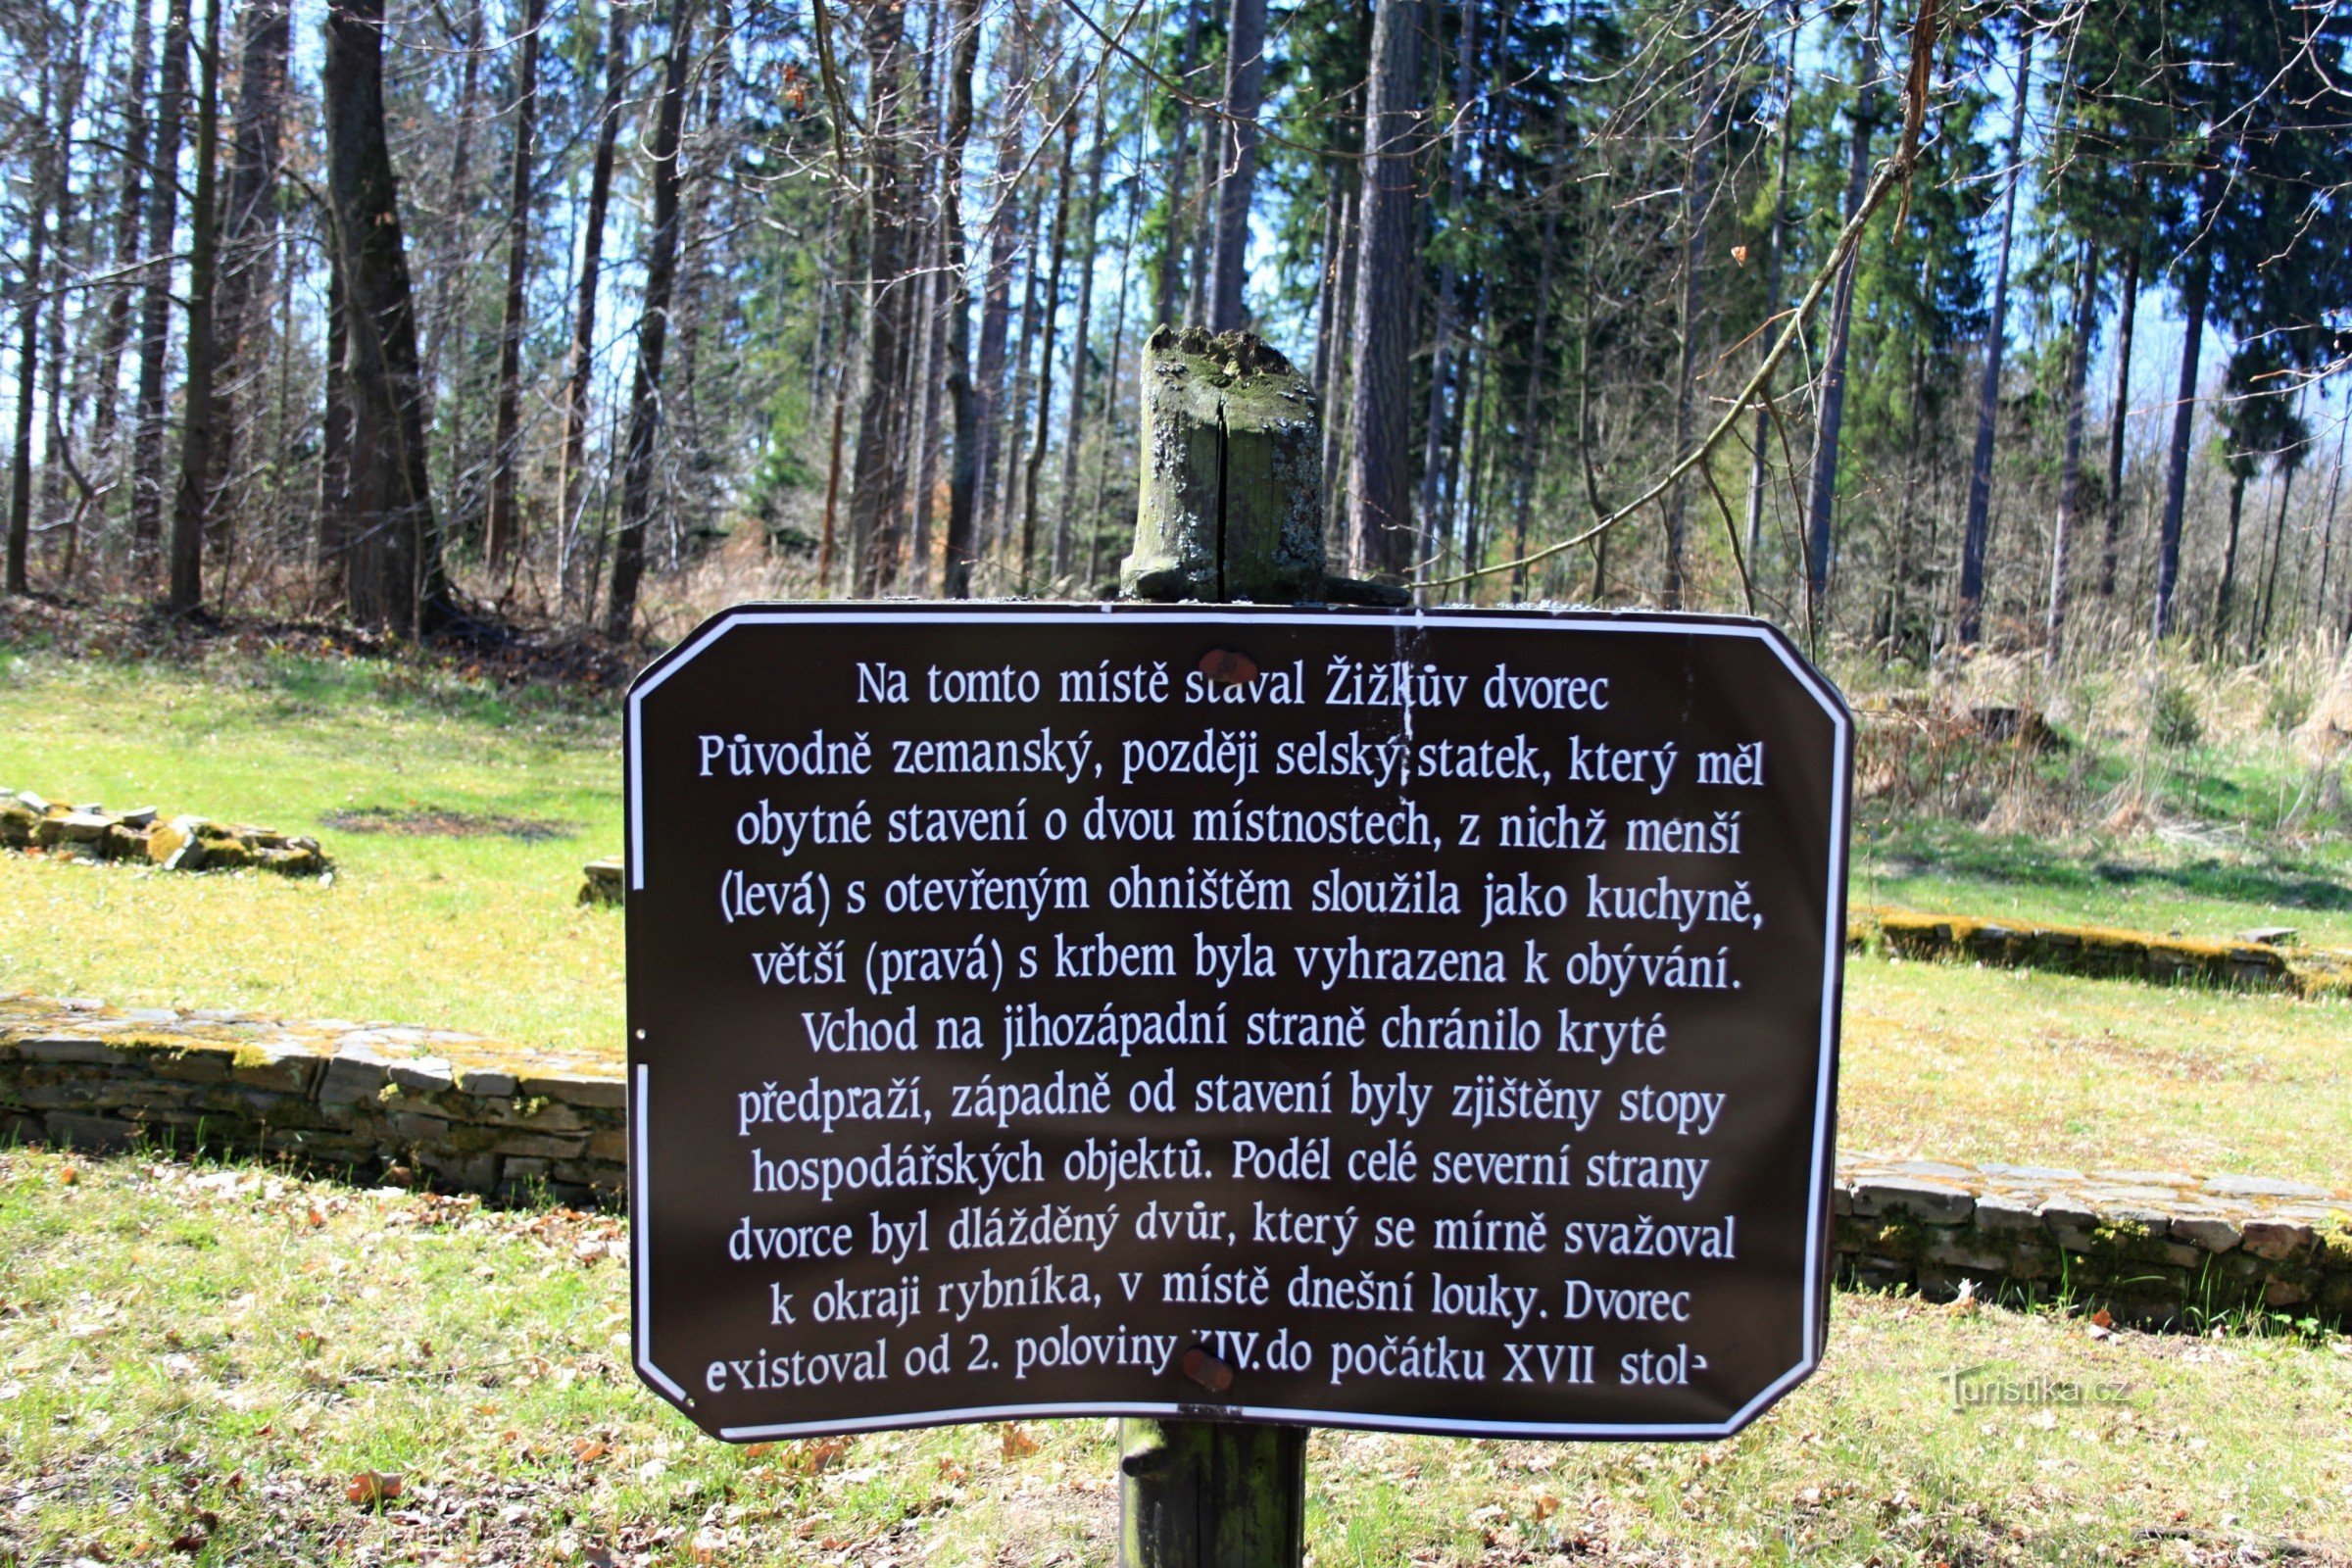 Na tomto místě stával Žižkův dvorec
Původně zemanský, později selský statek, který měl
obytné stavení o dvou místnostech, z nichž menší
(levá) s otevřeným ohništěm sloužila jako kuchyně,
větší (pravá) s krbem byla vyhrazena k obývání.
Vchod na jihozápadní straně chránilo kryté
předpraží, západně od stavení byly zjištěny stopy
hospodářských objektů. Podél celé severní strany
dvorce byl dlážděný dvůr, který se mírně svažoval
k okraji rybníka, v místě dnešní louky. Dvorec
existoval od 2. poloviny XIV. do počátku XVII stol.
Turistika.cz